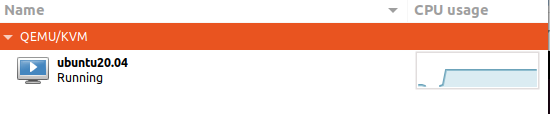 Name CPU usage
QEMU/KVM
ubuntu20.04
Running